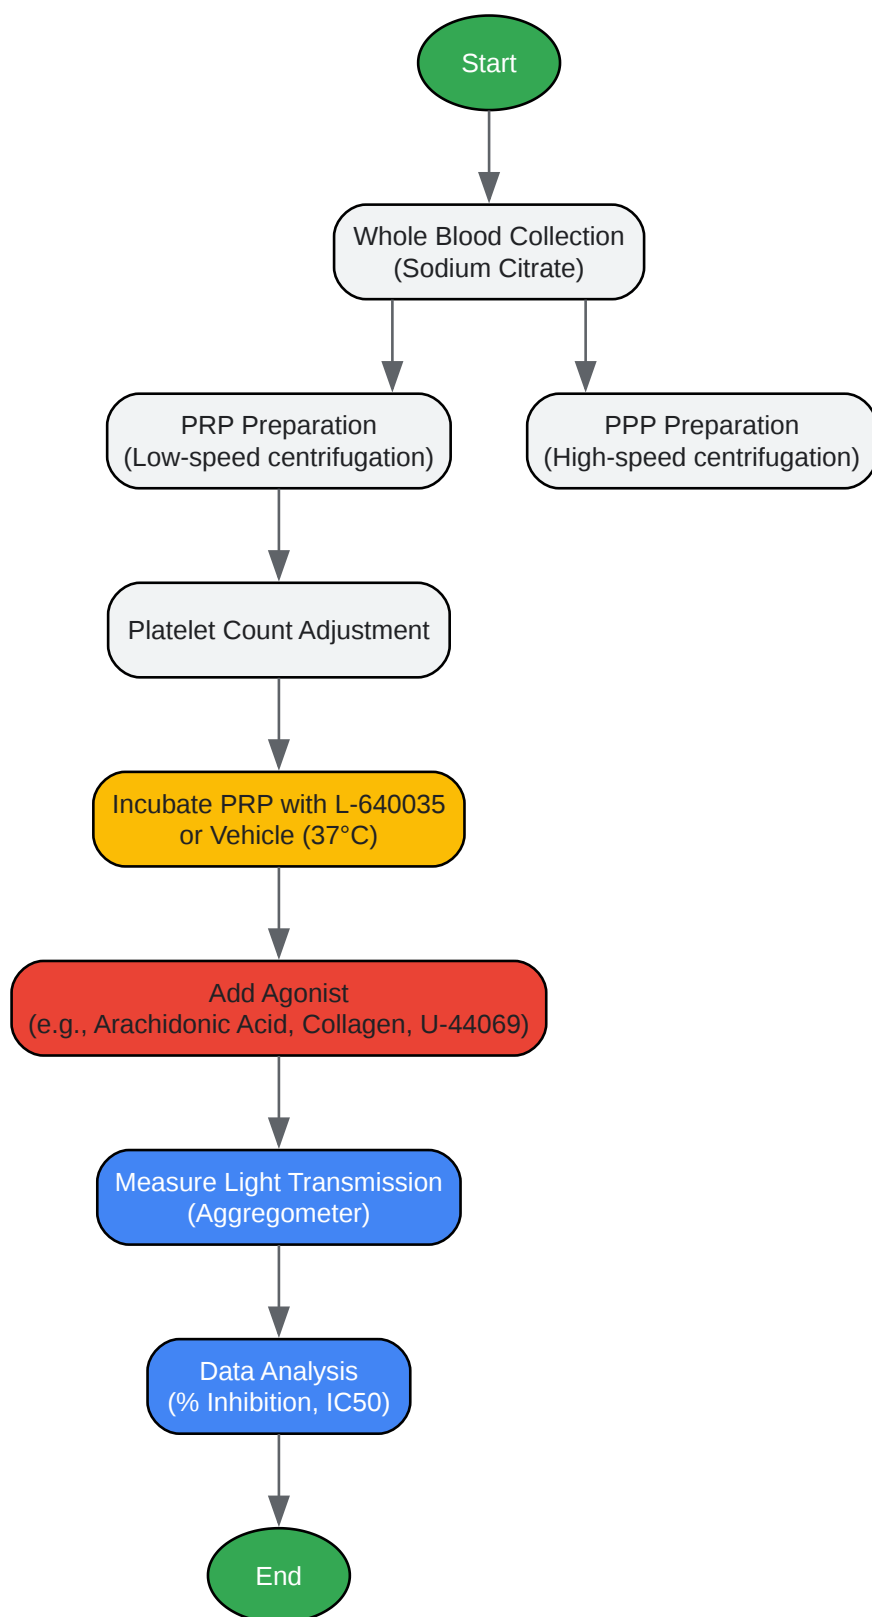 Start
Whole Blood Collection
(Sodium Citrate)
PRP Preparation
(Low-speed centrifugation)
PPP Preparation
(High-speed centrifugation)
Platelet Count Adjustment
Incubate PRP with L-640035
or Vehicle (37°C)
Add Agonist
(e.g., Arachidonic Acid, Collagen, U-44069)
Measure Light Transmission
(Aggregometer)
Data Analysis
(% Inhibition, IC50)
End